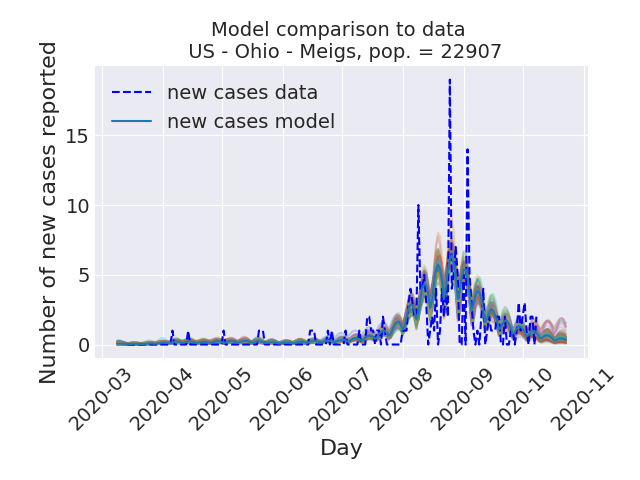 Model comparison to data
US - Ohio - Meigs, pop. = 22907
new cases data
new cases model
Number of new cases reported
15
10
5
0
2020-03
2020-04
2020-05
2020-06
2020-07
2020-08
2020-09
2020-10
2020-11
Day